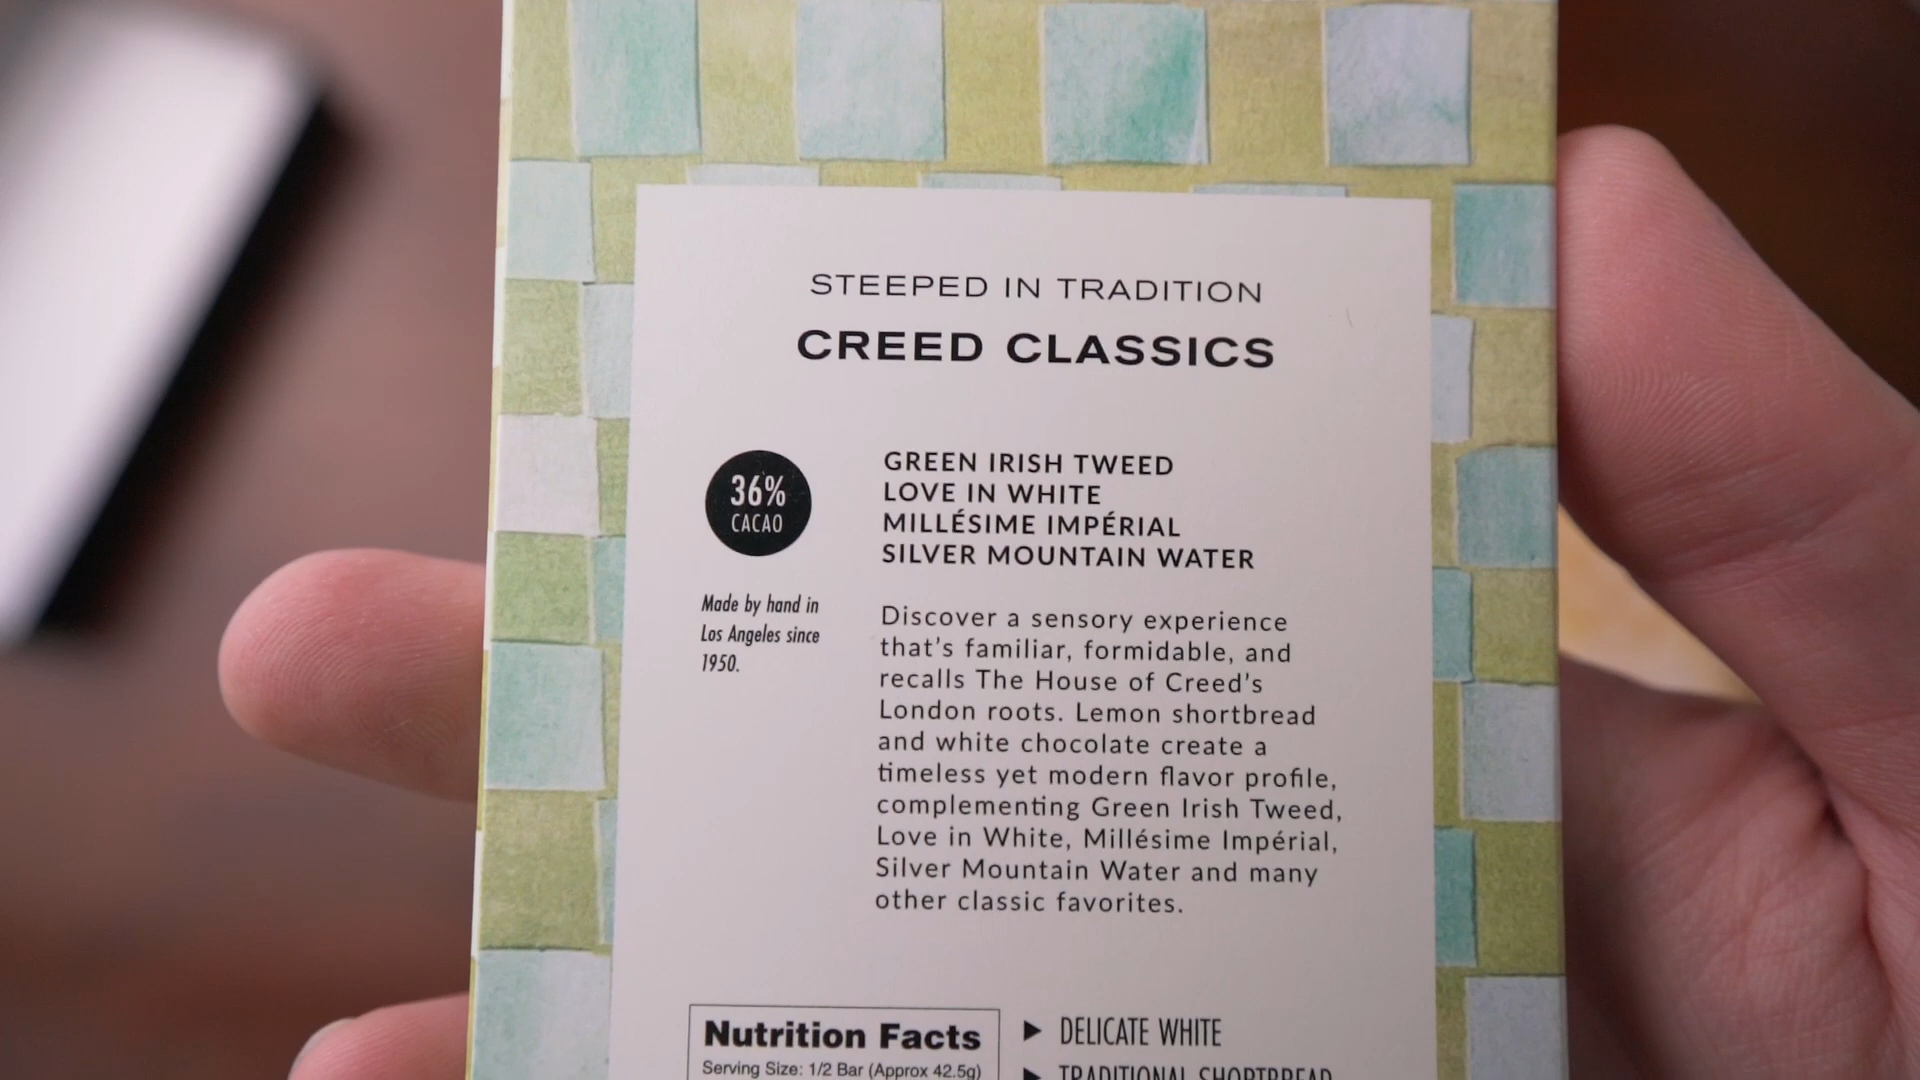 STEEPED IN TRADITION
CREED CLASSICS
36%
CACAO
Made by hand in
Los Angeles since
1950.
GREEN IRISH TWEED
LOVE IN WHITE
MILLÉSIME IMPÉRIAL
SILVER MOUNTAIN WATER
Discover a sensory experience
that's familiar, formidable, and
recalls The House of Creed's
London roots. Lemon shortbread
and white chocolate create a
timeless yet modern flavor profile,
complementing Green Irish Tweed,
Love in White, Millésime Impérial,
Silver Mountain Water and many
other classic favorites.
Nutrition Facts
Serving Size: 1/2 Bar (Approx 42.5g)
▶ DELICATE WHITE
▶ TRADITIONAL SHORTBREAD